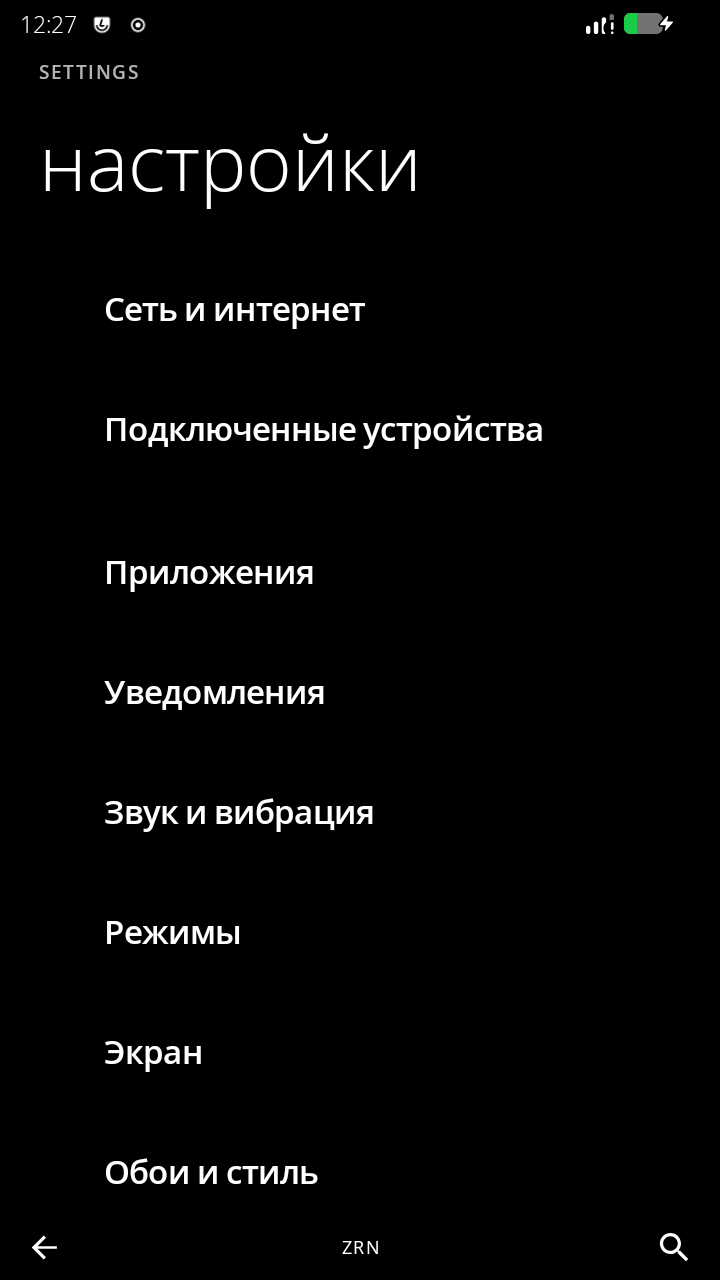 12:27
SETTINGS
настройки
Сеть и интернет
Подключенные устройства
Приложения
Уведомления
Звук и вибрация
Режимы
Экран
Обои и стиль
ZRN